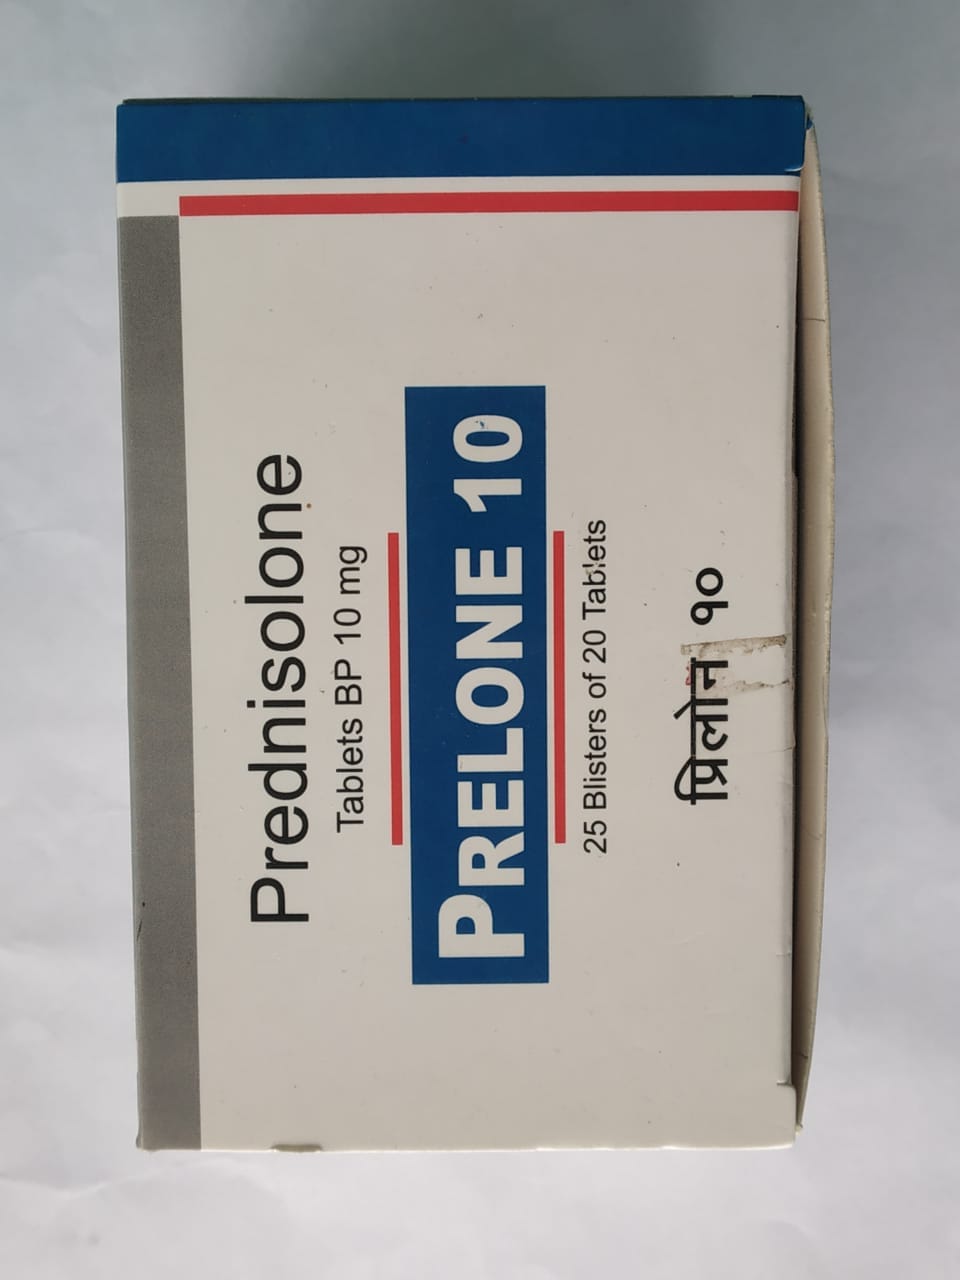 Prednisolone
Tablets BP 10 mg
PRELONE 10
25 Blisters of 20 Tablets
प्रिलोन १०